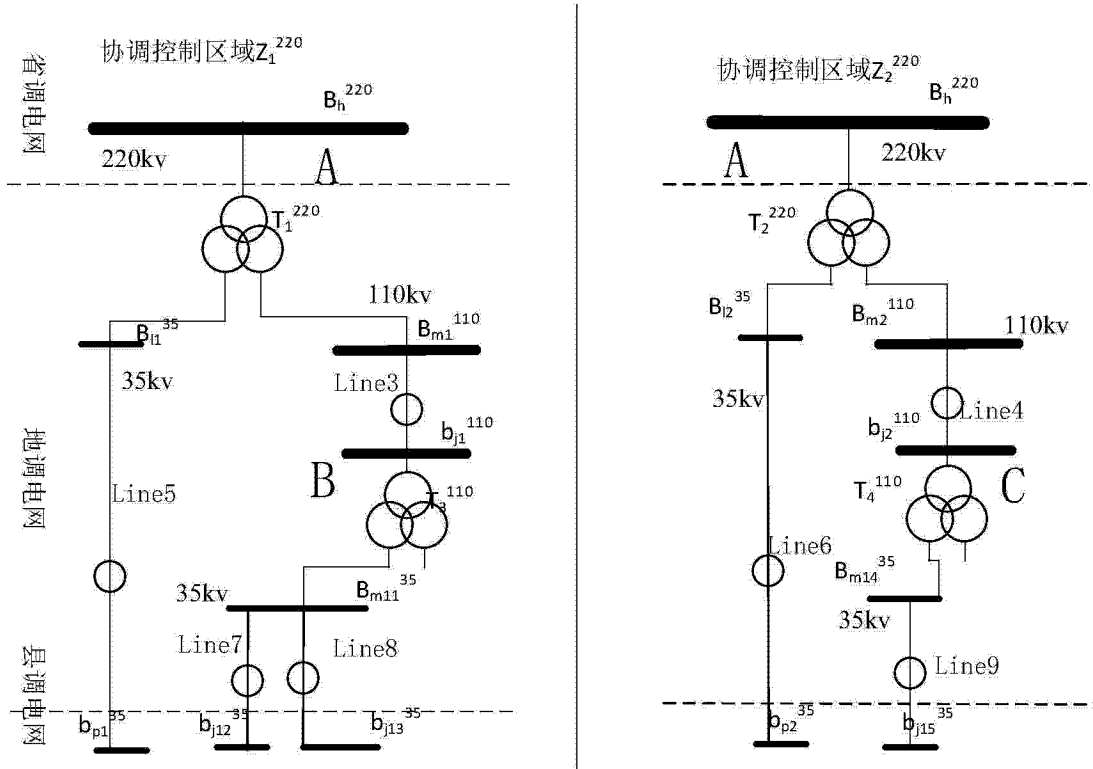 协调控制区域Z₁²²⁰
省调电网
Bₕ²²⁰
220kv
A
T₁²²⁰
110kv
Bₗ₁³⁵
Bₘ₁¹¹⁰
35kv
Line3
bⱼ₁¹¹⁰
地调电网
B
Line5
T₃¹¹⁰
35kv
Bₘ₁₁³⁵
Line7
Line8
县调电网
bₚ₁³⁵
bⱼ₁₂³⁵
bⱼ₁₃³⁵
协调控制区域Z₂²²⁰
Bₕ²²⁰
A
220kv
T₂²²⁰
Bₗ₂³⁵
Bₘ₂¹¹⁰
110kv
35kv
Line4
bⱼ₂¹¹⁰
T₄¹¹⁰
C
Line6
Bₘ₁₄³⁵
35kv
Line9
bₚ₂³⁵
bⱼ₁₅³⁵